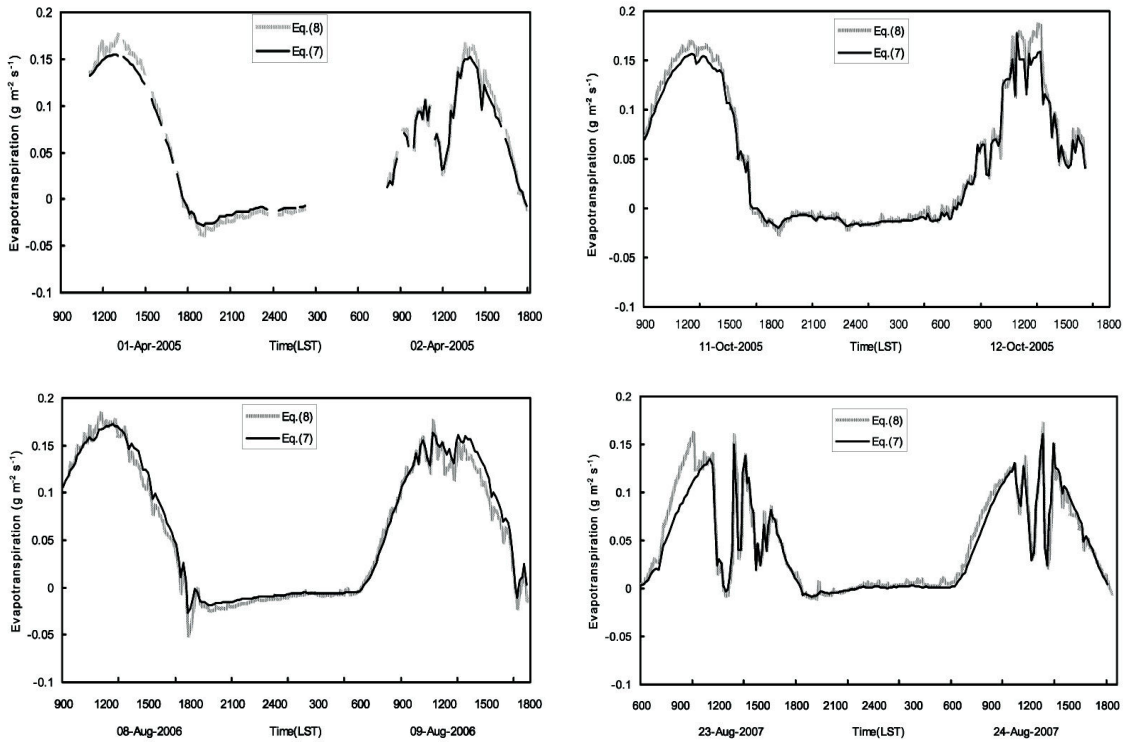 Evapotranspiration (g m⁻² s⁻¹)
0.2
0.15
0.1
0.05
0
-0.05
-0.1
Eq.(8)
Eq.(7)
900 1200 1500 1800 2100 2400 300 600 900 1200 1500 1800
01-Apr-2005 Time(LST) 02-Apr-2005
Evapotranspiration (g m⁻² s⁻¹)
0.2
0.15
0.1
0.05
0
-0.05
-0.1
Eq.(8)
Eq.(7)
900 1200 1500 1800 2100 2400 300 600 900 1200 1500 1800
11-Oct-2005 Time(LST) 12-Oct-2005
Evapotranspiration (g m⁻² s⁻¹)
0.2
0.15
0.1
0.05
0
-0.05
-0.1
Eq.(8)
Eq.(7)
900 1200 1500 1800 2100 2400 300 600 900 1200 1500 1800
08-Aug-2006 Time(LST) 09-Aug-2006
Evapotranspiration (g m⁻² s⁻¹)
0.2
0.15
0.1
0.05
0
-0.05
-0.1
Eq.(8)
Eq.(7)
600 900 1200 1500 1800 2100 2400 300 600 900 1200 1500 1800
23-Aug-2007 Time(LST) 24-Aug-2007